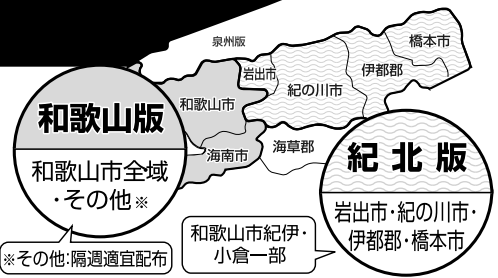 泉州版
橋本市
伊都郡
岩出市
紀の川市
和歌山市
海南市
海草郡
和歌山版
和歌山市全域
・その他※
※その他:隔週適宜配布
紀北版
岩出市・紀の川市・
伊都郡・橋本市
和歌山市紀伊・
小倉一部